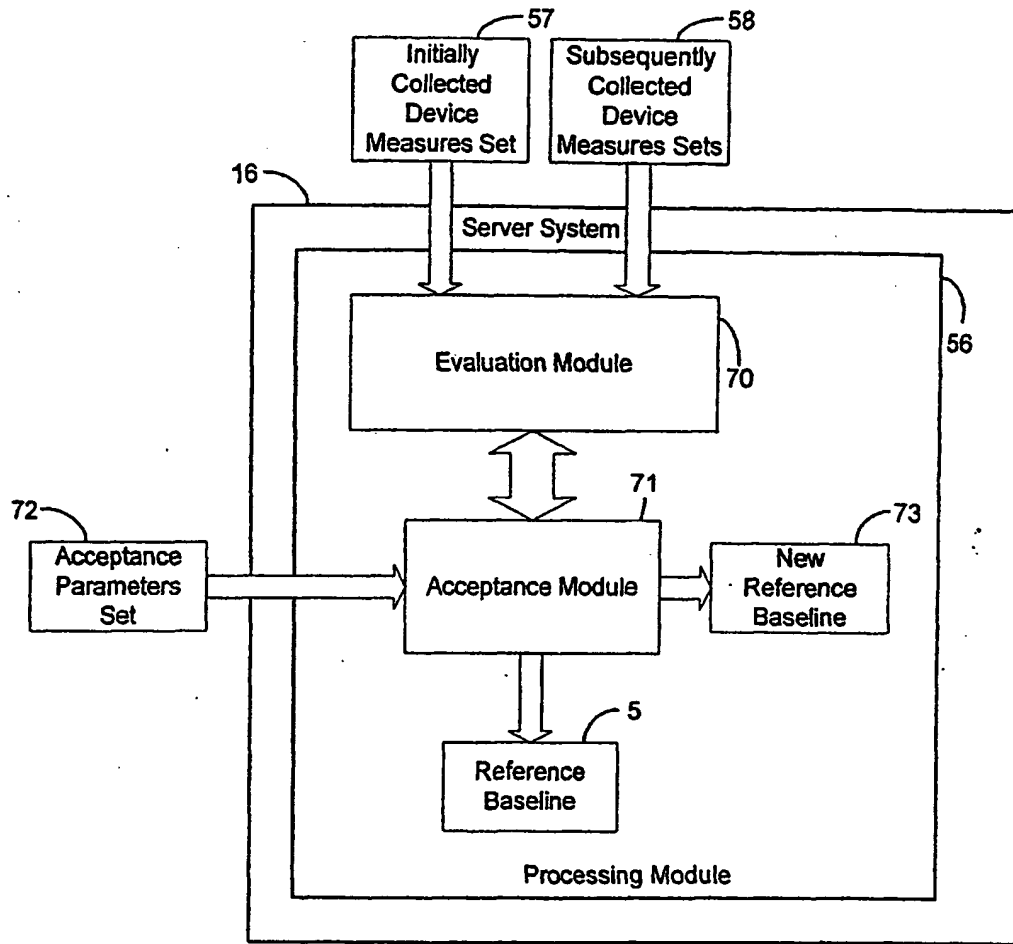 57
58
Initially
Collected
Device
Measures Set
Subsequently
Collected
Device
Measures Sets
16
Server System
56
Evaluation Module
70
71
72
73
Acceptance
Parameters
Set
Acceptance Module
New
Reference
Baseline
5
Reference
Baseline
Processing Module